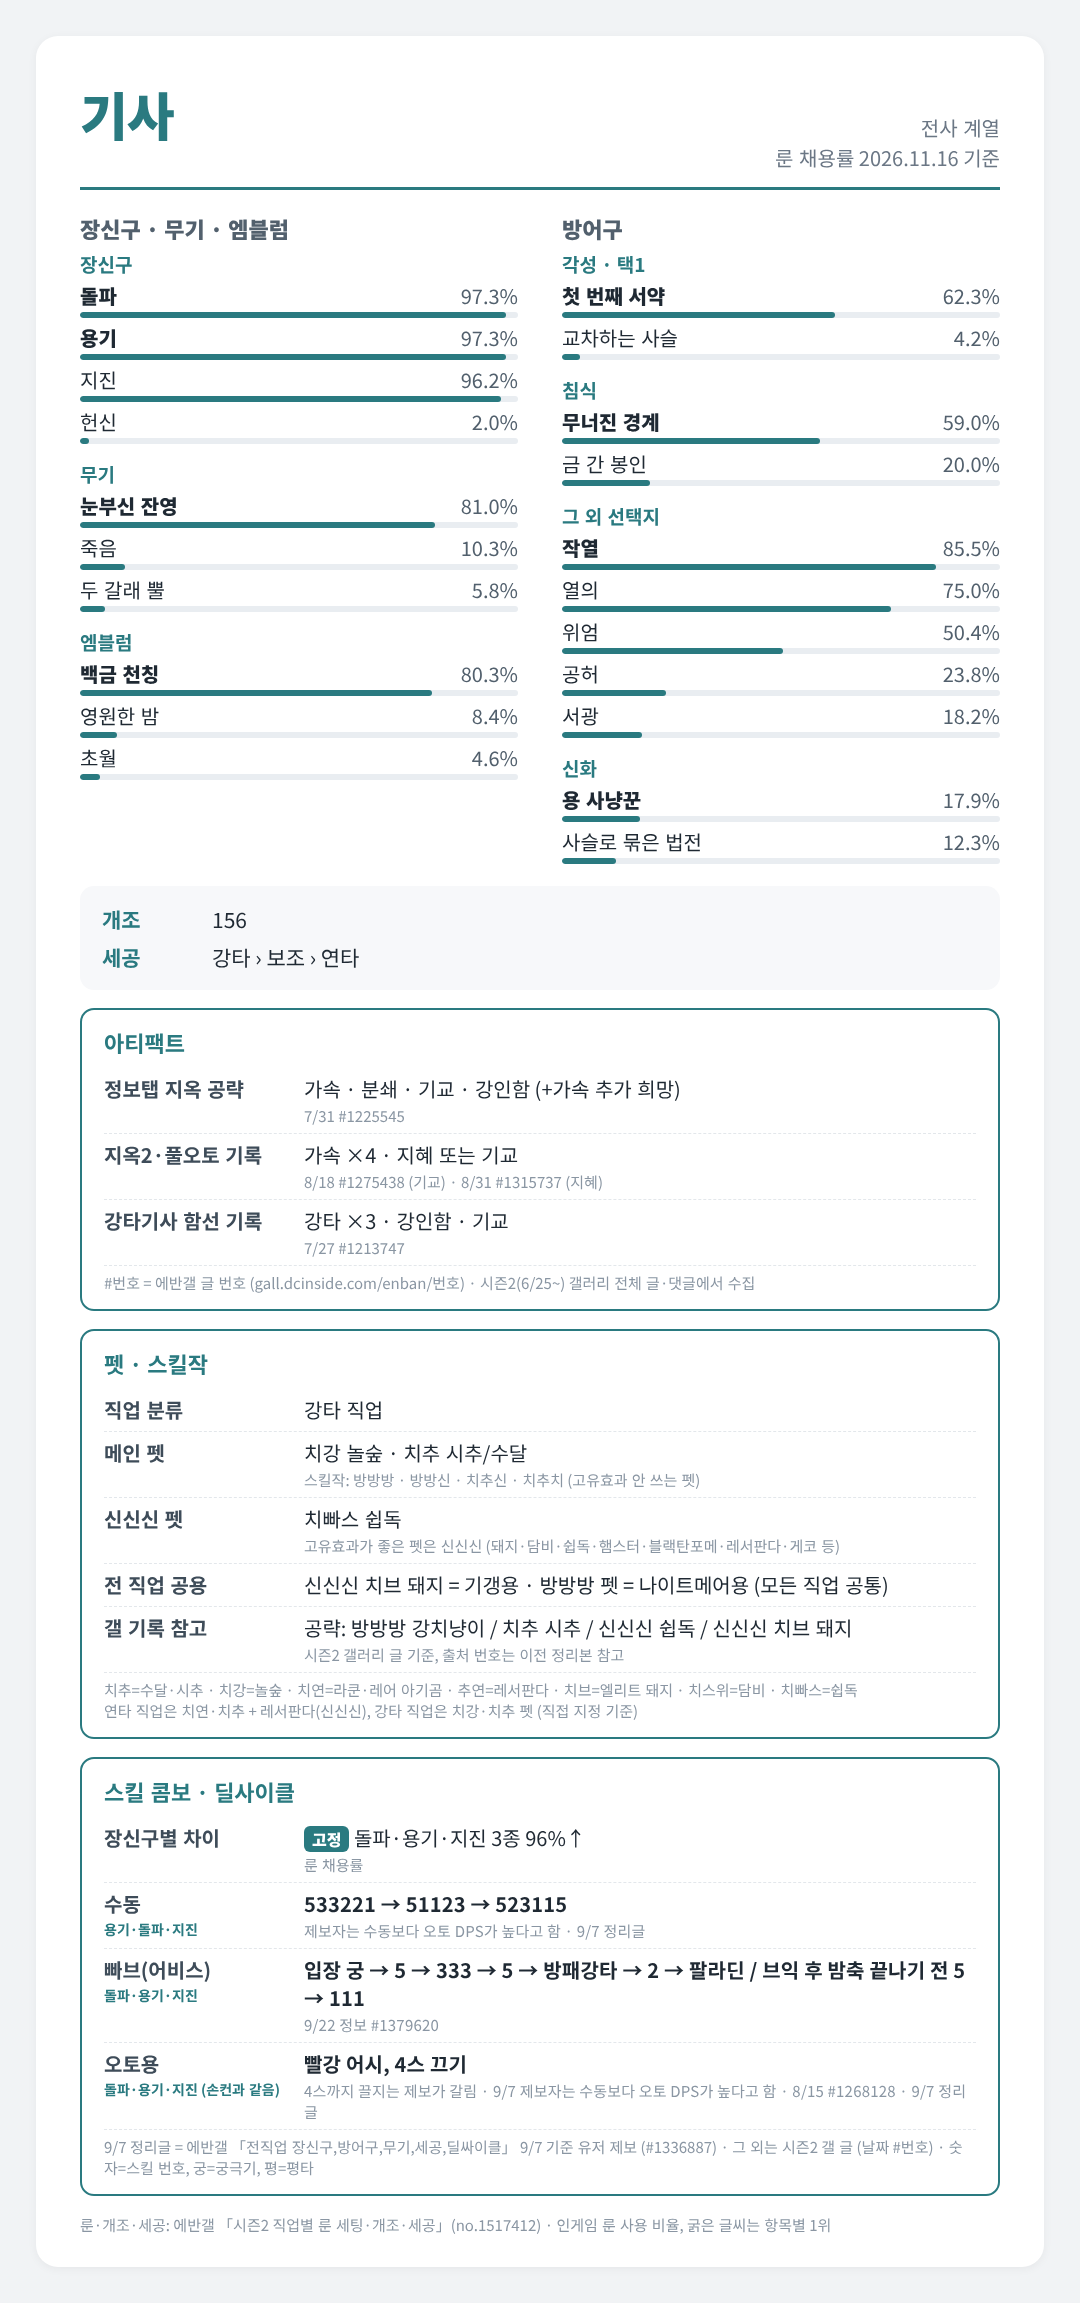 기사
전사 계열
룬 채용률 2026.11.16 기준
장신구 · 무기 · 엠블럼
장신구
돌파 97.3%
용기 97.3%
지진 96.2%
헌신 2.0%
무기
눈부신 잔영 81.0%
죽음 10.3%
두 갈래 뿔 5.8%
엠블럼
백금 천칭 80.3%
영원한 밤 8.4%
초월 4.6%
방어구
각성 · 택1
첫 번째 서약 62.3%
교차하는 사슬 4.2%
침식
무너진 경계 59.0%
금 간 봉인 20.0%
그 외 선택지
작열 85.5%
열의 75.0%
위엄 50.4%
공허 23.8%
서광 18.2%
신화
용 사냥꾼 17.9%
사슬로 묶은 법전 12.3%
개조 156
세공 강타 › 보조 › 연타
아티팩트
정보탭 지옥 공략 가속 · 분쇄 · 기교 · 강인함 (+가속 추가 희망)
7/31 #1225545
지옥2·풀오토 기록 가속 ×4 · 지혜 또는 기교
8/18 #1275438 (기교) · 8/31 #1315737 (지혜)
강타기사 함선 기록 강타 ×3 · 강인함 · 기교
7/27 #1213747
#번호 = 에반갤 글 번호 (gall.dcinside.com/enban/번호) · 시즌2(6/25~) 갤러리 전체 글·댓글에서 수집
펫 · 스킬작
직업 분류 강타 직업
메인 펫 치강 놀숲 · 치추 시추/수달
스킬작: 방방방 · 방방신 · 치추신 · 치추치 (고유효과 안 쓰는 펫)
신신신 펫 치빠스 쉽독
고유효과가 좋은 펫은 신신신 (돼지·담비·쉽독·햄스터·블랙탄포메·레서판다·게코 등)
전 직업 공용 신신신 치브 돼지 = 기갱용 · 방방방 펫 = 나이트메어용 (모든 직업 공통)
갤 기록 참고 공략: 방방방 강치냥이 / 치추 시추 / 신신신 쉽독 / 신신신 치브 돼지
시즌2 갤러리 글 기준, 출처 번호는 이전 정리본 참고
치추=수달·시추 · 치강=놀숲 · 치연=라쿤·레어 아기곰 · 추연=레서판다 · 치브=엘리트 돼지 · 치스위=담비 · 치빠스=쉽독
연타 직업은 치연·치추 + 레서판다(신신신), 강타 직업은 치강·치추 펫 (직접 지정 기준)
스킬 콤보 · 딜사이클
장신구별 차이 고정 돌파·용기·지진 3종 96%↑
룬 채용률
수동 533221 → 51123 → 523115
용기·돌파·지진 제보자는 수동보다 오토 DPS가 높다고 함 · 9/7 정리글
빠브(어비스) 입장 궁 → 5 → 333 → 5 → 방패강타 → 2 → 팔라딘 / 브익 후 밤축 끝나기 전 5
돌파·용기·지진 → 111
9/22 정보 #1379620
오토용 빨강 어시, 4스 끄기
돌파·용기·지진 (손컨과 같음) 4스까지 끌지는 제보가 갈림 · 9/7 제보자는 수동보다 오토 DPS가 높다고 함 · 8/15 #1268128 · 9/7 정리
글
9/7 정리글 = 에반갤 「전직업 장신구,방어구,무기,세공,딜싸이클」 9/7 기준 유저 제보 (#1336887) · 그 외는 시즌2 갤 글 (날짜 #번호) · 숫
자=스킬 번호, 궁=궁극기, 평=평타
룬·개조·세공: 에반갤 「시즌2 직업별 룬 세팅·개조·세공」(no.1517412) · 인게임 룬 사용 비율, 굵은 글씨는 항목별 1위